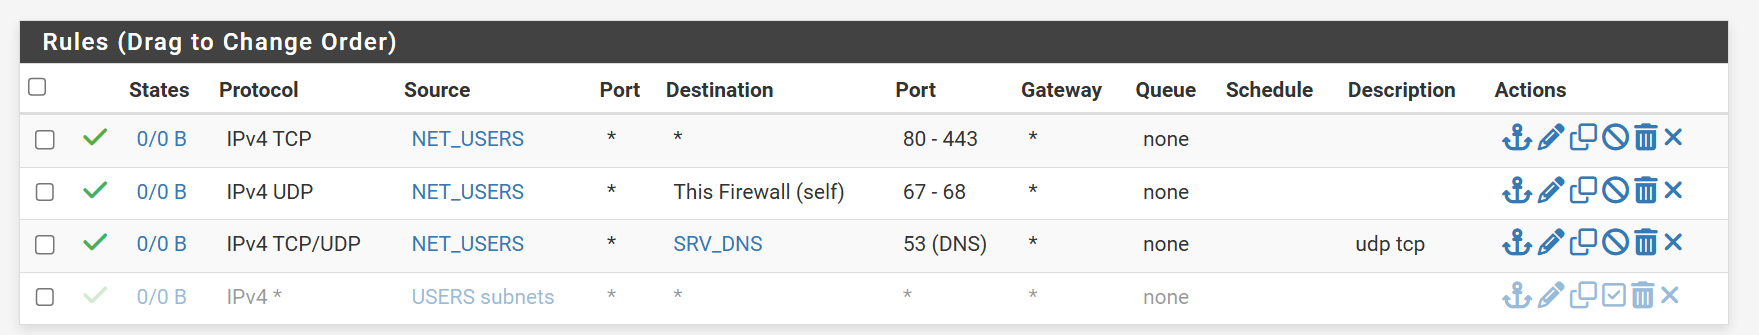 Rules (Drag to Change Order)
States Protocol Source Port Destination Port Gateway Queue Schedule Description Actions
0/0 B IPv4 TCP NET_USERS * * 80 - 443 * none
0/0 B IPv4 UDP NET_USERS * This Firewall (self) 67 - 68 * none
0/0 B IPv4 TCP/UDP NET_USERS * SRV_DNS 53 (DNS) * none udp tcp
0/0 B IPv4 * USERS subnets * * * * none